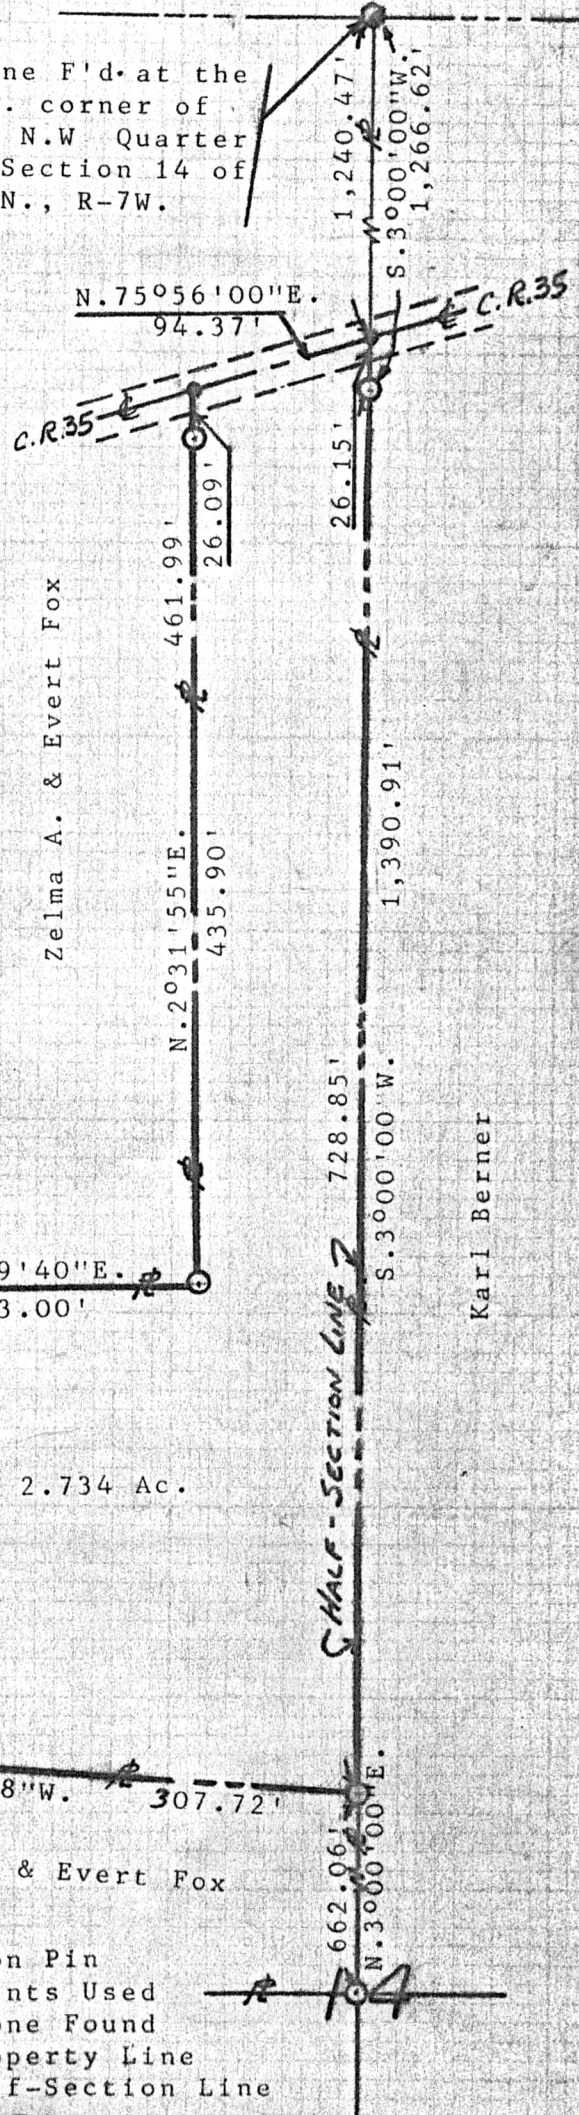 ne F'd. at the
. corner of
N.W Quarter
Section 14 of
N., R-7W.
1,240.47'
S.3°00'00"W.
1,266.62'
N.75°56'00"E.
94.37'
C.R.35
C.R.35
26.09'
26.15'
461.99'
N.2°31'55"E.
435.90'
Zelma A. & Evert Fox
1,390.91'
728.85'
S.3°00'00"W.
Karl Berner
9'40"E.
3.00'
HALF-SECTION LINE
2.734 Ac.
8"W.
307.72'
662.06'
N.3°00'00"E.
& Evert Fox
14
on Pin
nts Used
one Found
operty Line
f-Section Line